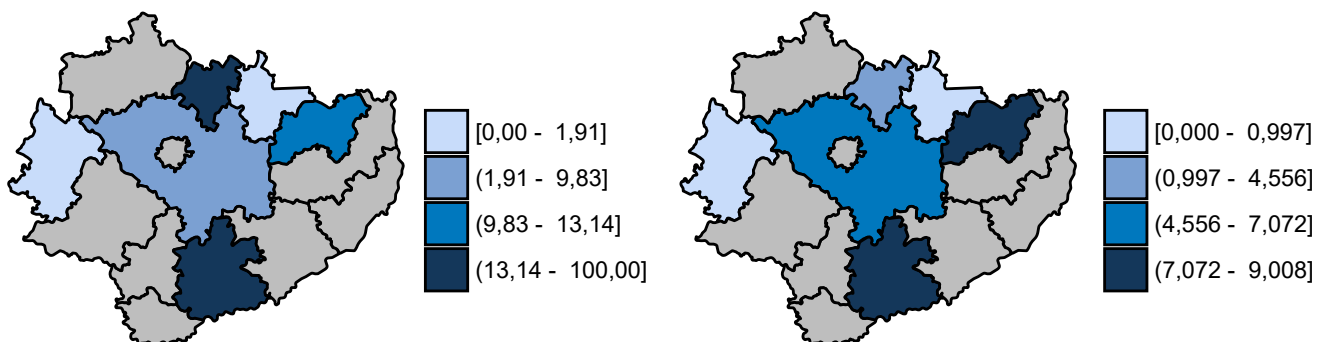 [0,00 - 1,91]
(1,91 - 9,83]
(9,83 - 13,14]
(13,14 - 100,00]
[0,000 - 0,997]
(0,997 - 4,556]
(4,556 - 7,072]
(7,072 - 9,008]